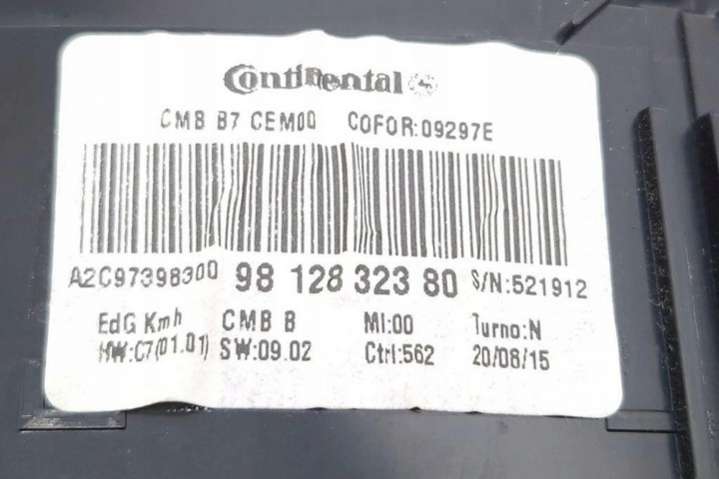 Continental
CMB B7 CEM00 COFOR:09297E
A2C97398300 98 128 323 80 S/N:521912
EdG Kmh CMB B MI:00 Turno:N
HW:C7(01.01) SW:09.02 Ctrl:562 20/08/15